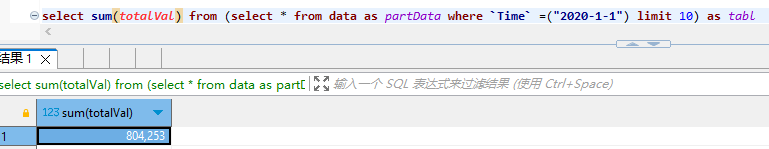 select sum(totalVal) from (select * from data as partData where `Time` =("2020-1-1") limit 10) as tabl
结果 1
select sum(totalVal) from (select * from data as partD 输入一个 SQL 表达式来过滤结果 (使用 Ctrl+Space)
123 sum(totalVal)
1 804,253